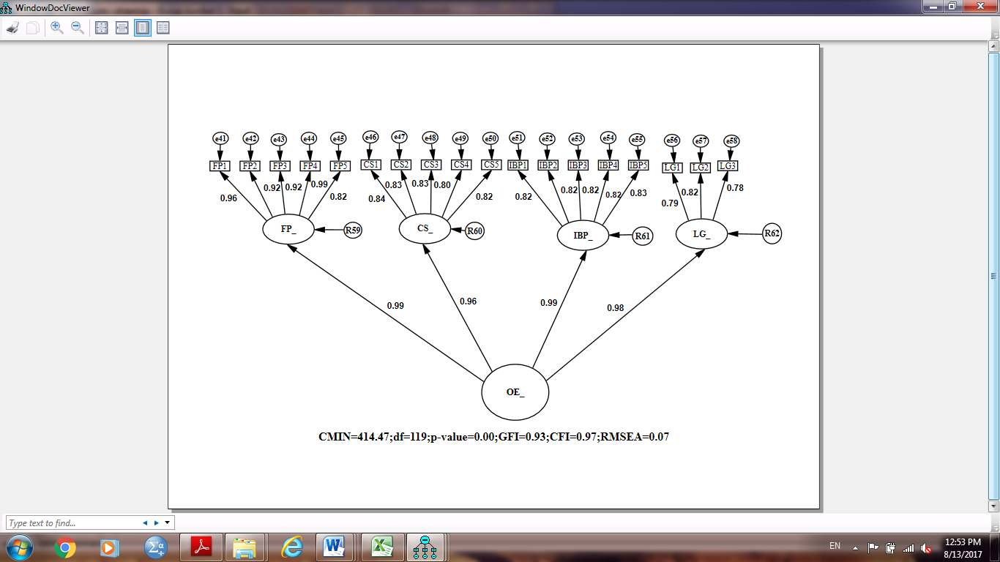 WindowDocViewer
e41 e42 e43 e44 e45 e46 e47 e48 e49 e50 e51 e52 e53 e54 e55 e56 e57 e58
FP1 FP2 FP3 FP4 FP5 CS1 CS2 CS3 CS4 CS5 IBP1 IBP2 IBP3 IBP4 IBP5 LG1 LG2 LG3
0.96 0.92 0.92 0.99 0.82 0.84 0.83 0.83 0.80 0.82 0.82 0.82 0.82 0.82 0.83 0.79 0.82 0.78
FP_ R59 CS_ R60 IBP_ R61 LG_ R62
0.99 0.96 0.99 0.98
OE_
CMIN=414.47;df=119;p-value=0.00;GFI=0.93;CFI=0.97;RMSEA=0.07
Type text to find...
EN
12:53 PM
8/13/2017